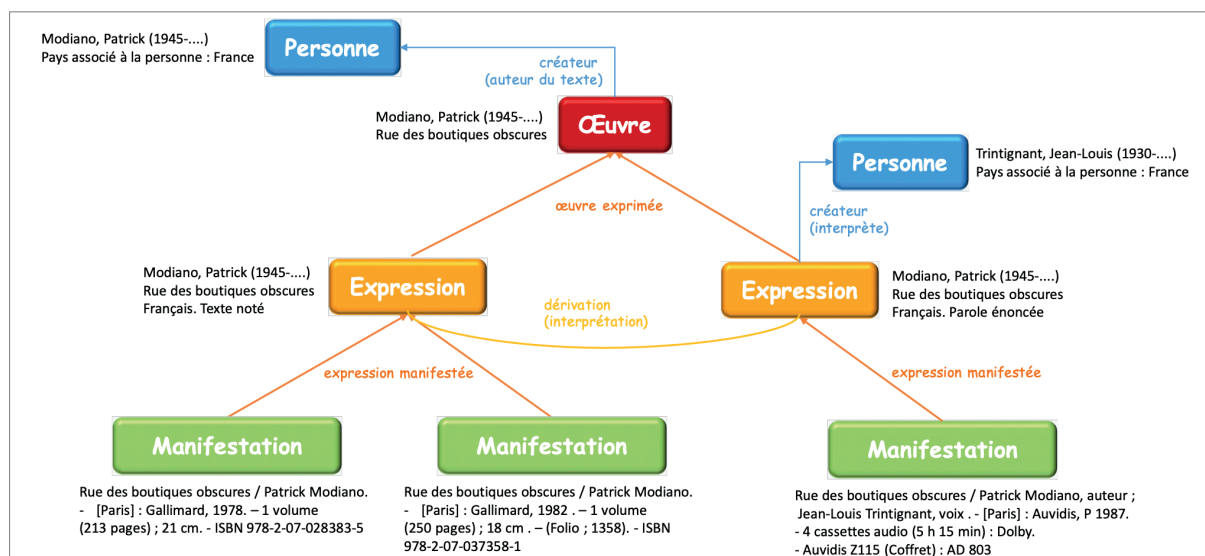 Modiano, Patrick (1945-....)
Pays associé à la personne : France
Personne
créateur
(auteur du texte)
Modiano, Patrick (1945-....)
Rue des boutiques obscures
Œuvre
Personne
Trintignant, Jean-Louis (1930-....)
Pays associé à la personne : France
œuvre exprimée
créateur
(interprète)
Modiano, Patrick (1945-....)
Rue des boutiques obscures
Français. Texte noté
Expression
dérivation
(interprétation)
Expression
Modiano, Patrick (1945-....)
Rue des boutiques obscures
Français. Parole énoncée
expression manifestée
expression manifestée
Manifestation
Manifestation
Manifestation
Rue des boutiques obscures / Patrick Modiano.
- [Paris] : Gallimard, 1978. – 1 volume
(213 pages) ; 21 cm. - ISBN 978-2-07-028383-5
Rue des boutiques obscures / Patrick Modiano.
- [Paris] : Gallimard, 1982 . – 1 volume
(250 pages) ; 18 cm . – (Folio ; 1358). - ISBN
978-2-07-037358-1
Rue des boutiques obscures / Patrick Modiano, auteur ;
Jean-Louis Trintignant, voix . - [Paris] : Auvidis, P 1987.
- 4 cassettes audio (5 h 15 min) : Dolby.
- Auvidis Z115 (Coffret) : AD 803